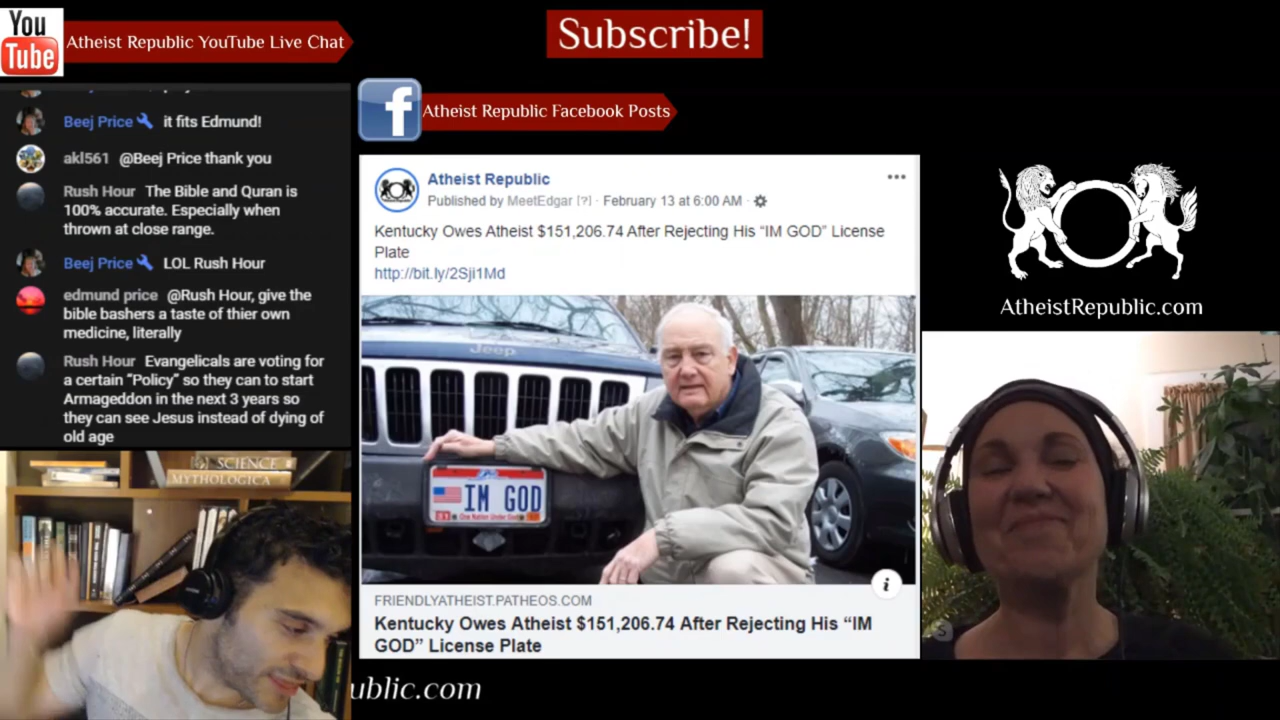 You
Tube
Atheist Republic YouTube Live Chat
Subscribe!
Beej Price it fits Edmund!
akl561 @Beej Price thank you
Rush Hour The Bible and Quran is
100% accurate. Especially when
thrown at close range.
Beej Price LOL Rush Hour
edmund price @Rush Hour, give the
bible bashers a taste of thier own
medicine, literally
Rush Hour Evangelicals are voting for
a certain “Policy” so they can to start
Armageddon in the next 3 years so
they can see Jesus instead of dying of
old age
f
Atheist Republic Facebook Posts
Atheist Republic
Published by MeetEdgar [?] · February 13 at 6:00 AM ·
Kentucky Owes Atheist $151,206.74 After Rejecting His “IM GOD” License
Plate
http://bit.ly/2Sji1Md
Jeep
IM GOD
One Nation Under God
i
FRIENDLYATHEIST.PATHEOS.COM
Kentucky Owes Atheist $151,206.74 After Rejecting His “IM
GOD” License Plate
AtheistRepublic.com
SCIENCE
MYTHOLOGICA
S
ublic.com